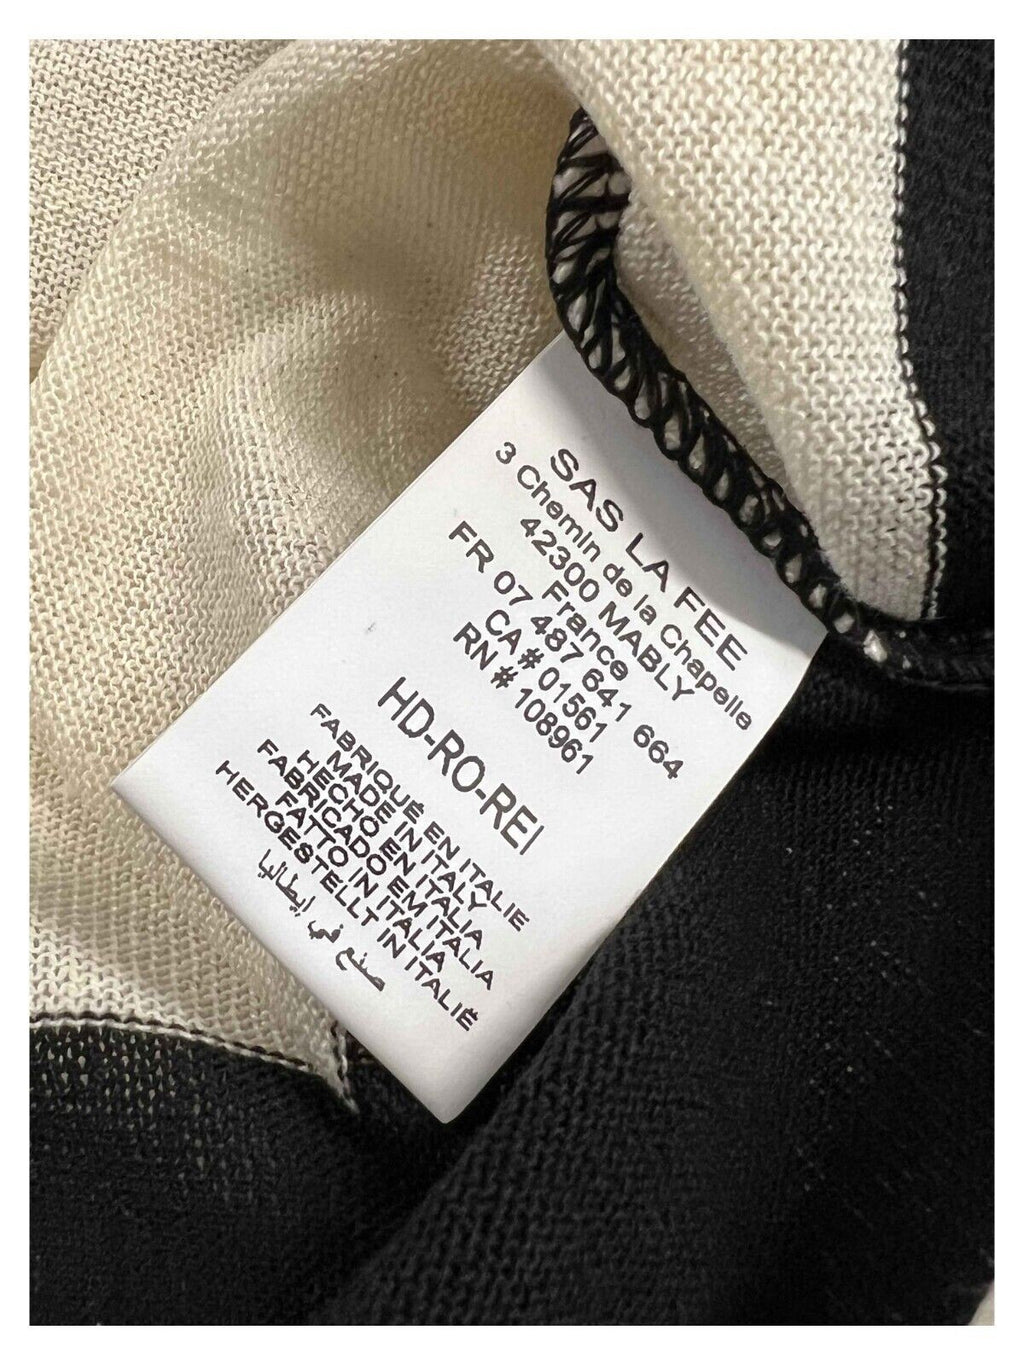 SAS LA FEE
3 Chemin de la Chapelle
42300 MABLY
France
FR 07 487 641 664
CA # 01561
RN # 108961
HD-RO-REI
FABRIQUÉ EN ITALIE
MADE IN ITALY
HECHO EN ITALIA
FABRICADO EM ITALIA
FATTO IN ITALIA
HERGESTELLT IN ITALIË
صنع في إيطاليا